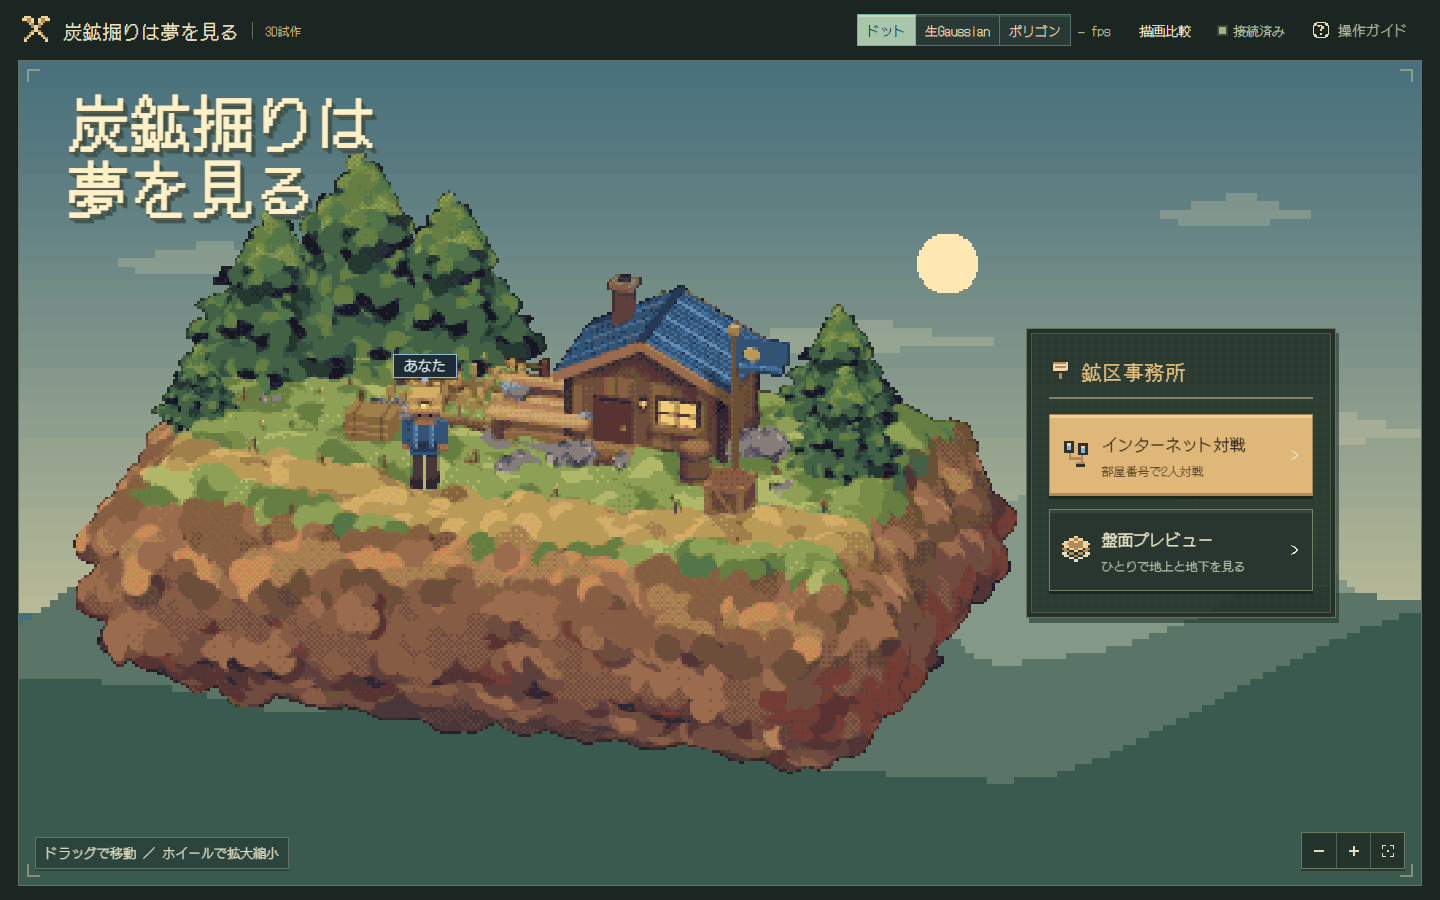 炭鉱掘りは夢を見る
3D試作
ドット
生Gaussian
ポリゴン
– fps
描画比較
接続済み
操作ガイド
炭鉱掘りは
夢を見る
あなた
鉱区事務所
インターネット対戦
部屋番号で2人対戦
盤面プレビュー
ひとりで地上と地下を見る
ドラッグで移動 ／ ホイールで拡大縮小